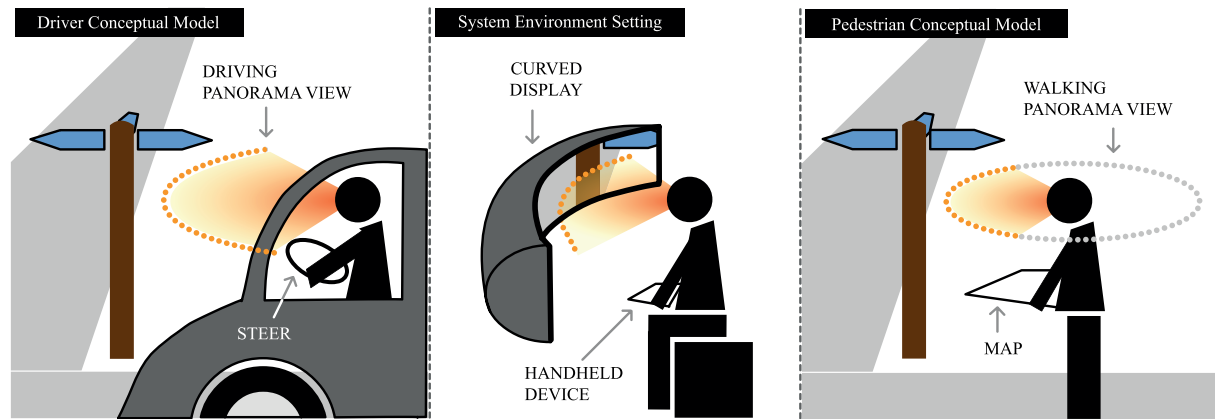 Driver Conceptual Model
DRIVING
PANORAMA VIEW
STEER
System Environment Setting
CURVED
DISPLAY
HANDHELD
DEVICE
Pedestrian Conceptual Model
WALKING
PANORAMA VIEW
MAP